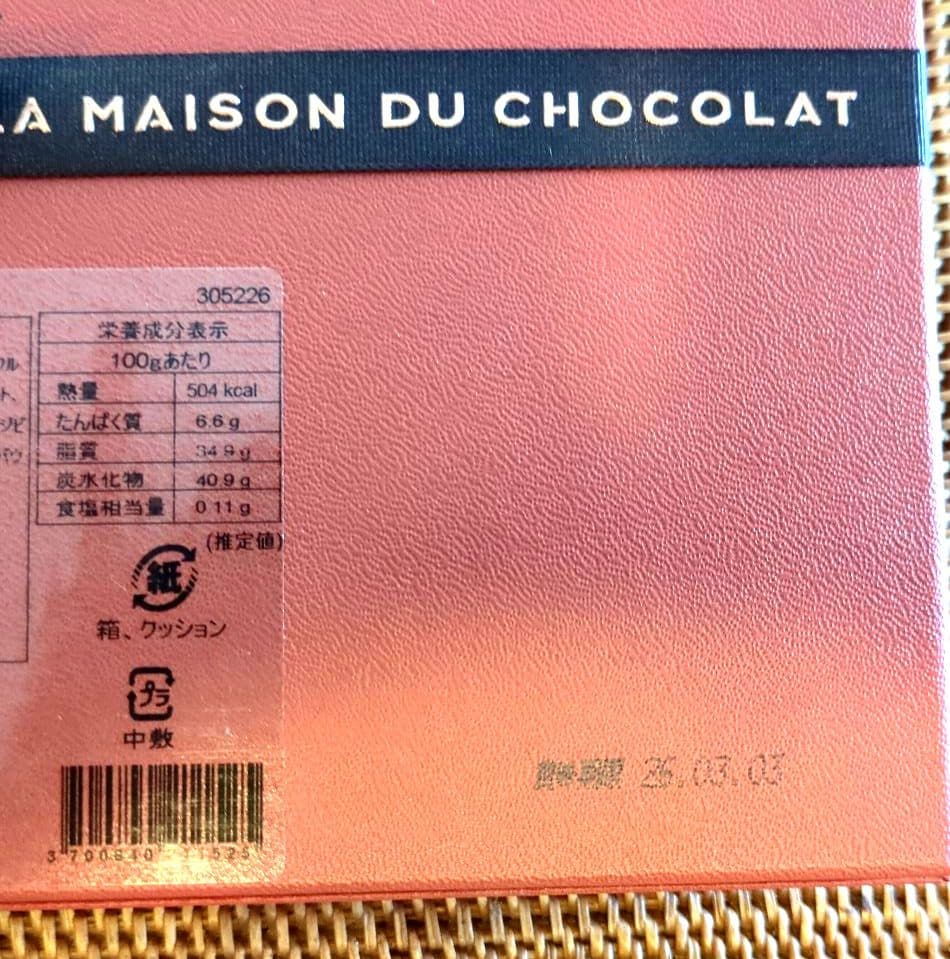 LA MAISON DU CHOCOLAT
305226
栄養成分表示
100gあたり
熱量 504 kcal
たんぱく質 6.6 g
脂質 34.9 g
炭水化物 40.9 g
食塩相当量 0.11 g
(推定値)
紙
箱、クッション
プラ
中敷
26.03.03